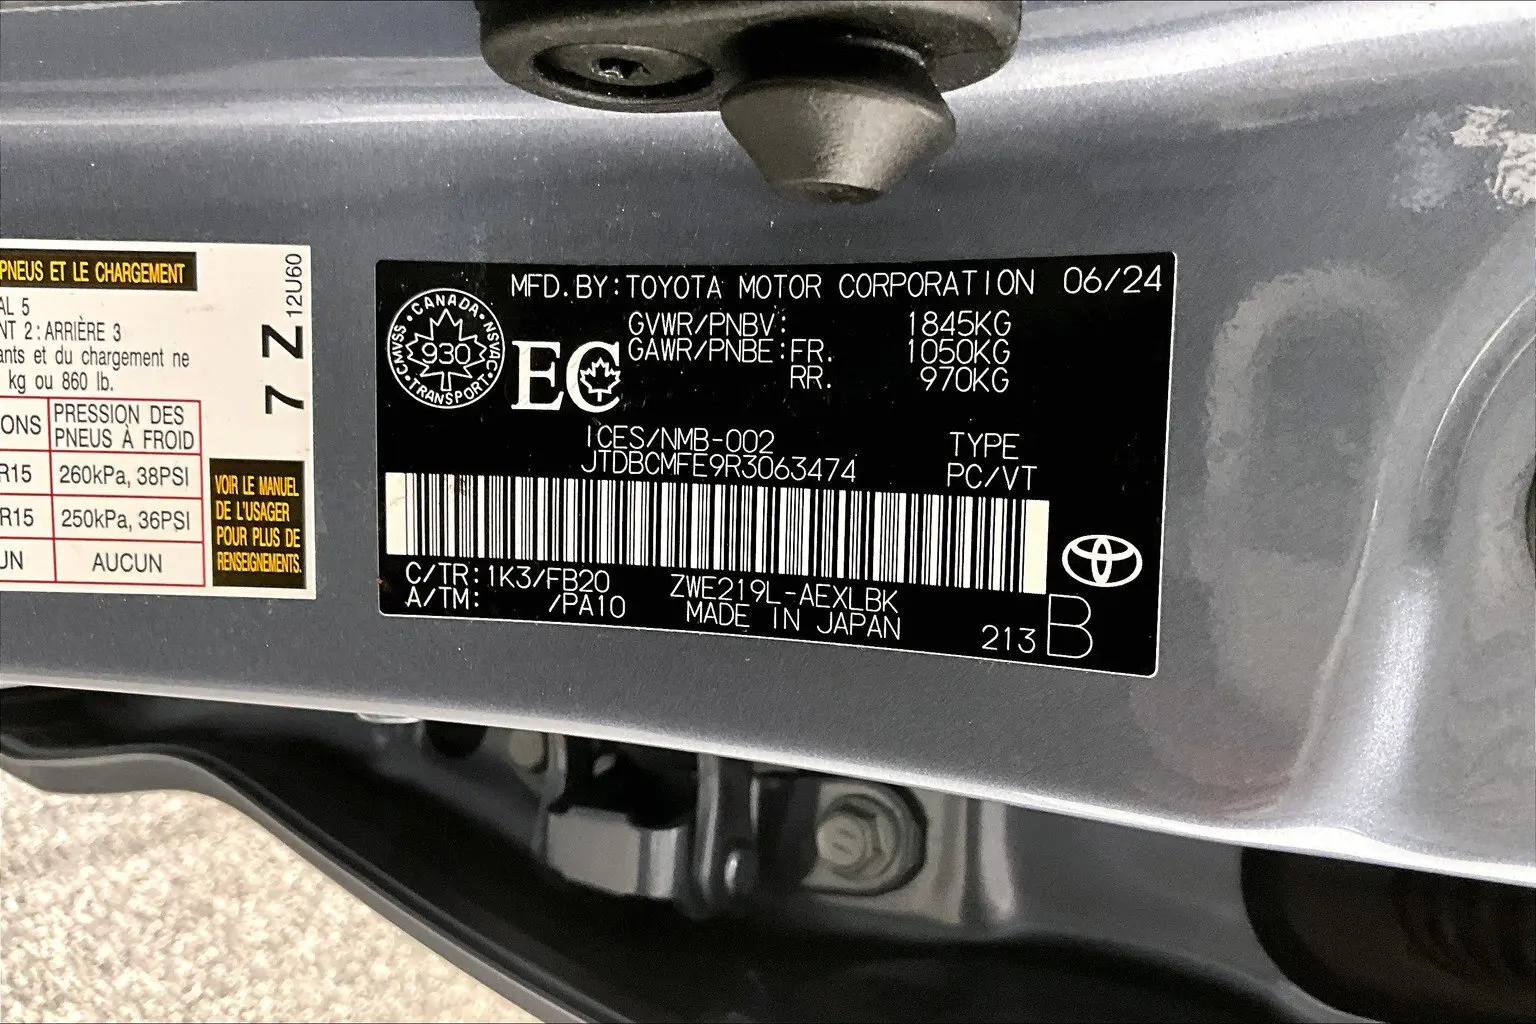 PNEUS ET LE CHARGEMENT
AL 5
NT 2 : ARRIÈRE 3
ants et du chargement ne
kg ou 860 lb.
ONS PRESSION DES
PNEUS À FROID
R15 260kPa, 38PSI
R15 250kPa, 36PSI
UN AUCUN
12U60
7 Z
VOIR LE MANUEL
DE L'USAGER
POUR PLUS DE
RENSEIGNEMENTS.
MFD. BY: TOYOTA MOTOR CORPORATION 06/24
CANADA · NSVAC · TRANSPORT · CMVSS ·
930
EC
GVWR/PNBV: 1845KG
GAWR/PNBE: FR. 1050KG
RR. 970KG
ICES/NMB-002
JTDBCMFE9R3063474
TYPE
PC/VT
C/TR: 1K3/FB20
A/TM: /PA10
ZWE219L-AEXLBK
MADE IN JAPAN
213 B